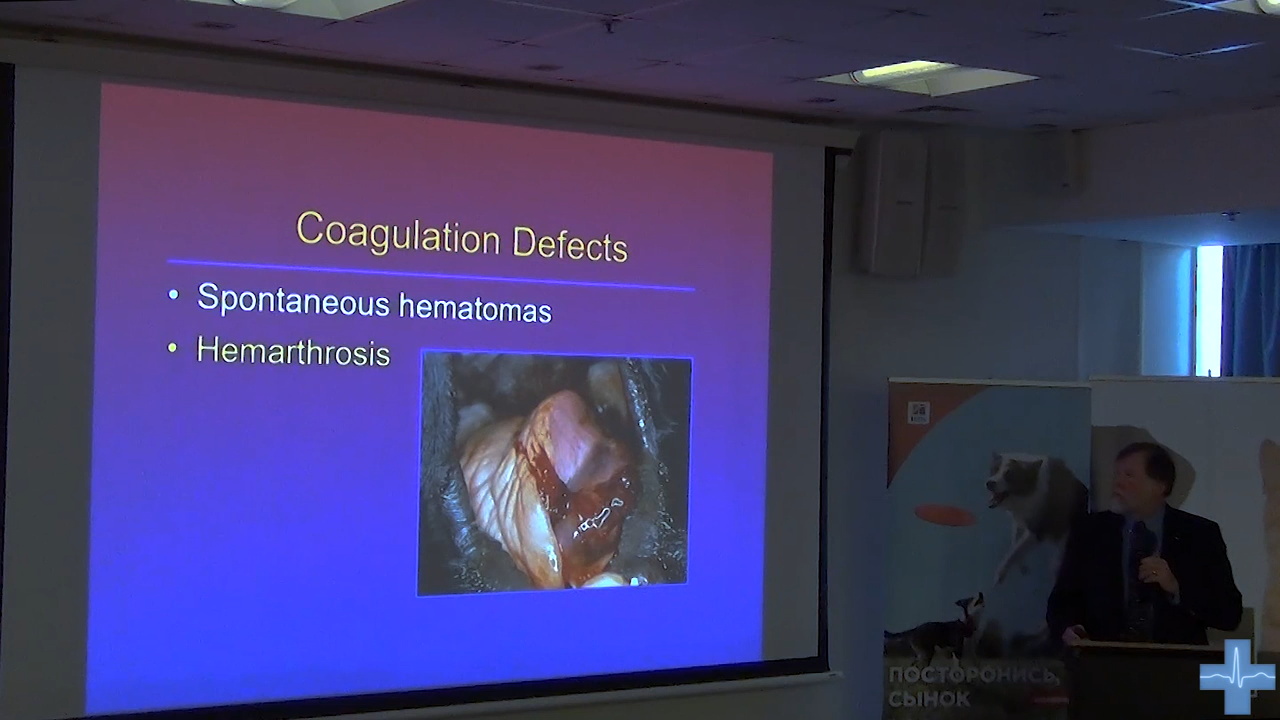 Coagulation Defects
• Spontaneous hematomas
• Hemarthrosis
ПОСТОРОНИСЬ,
СЫНОК